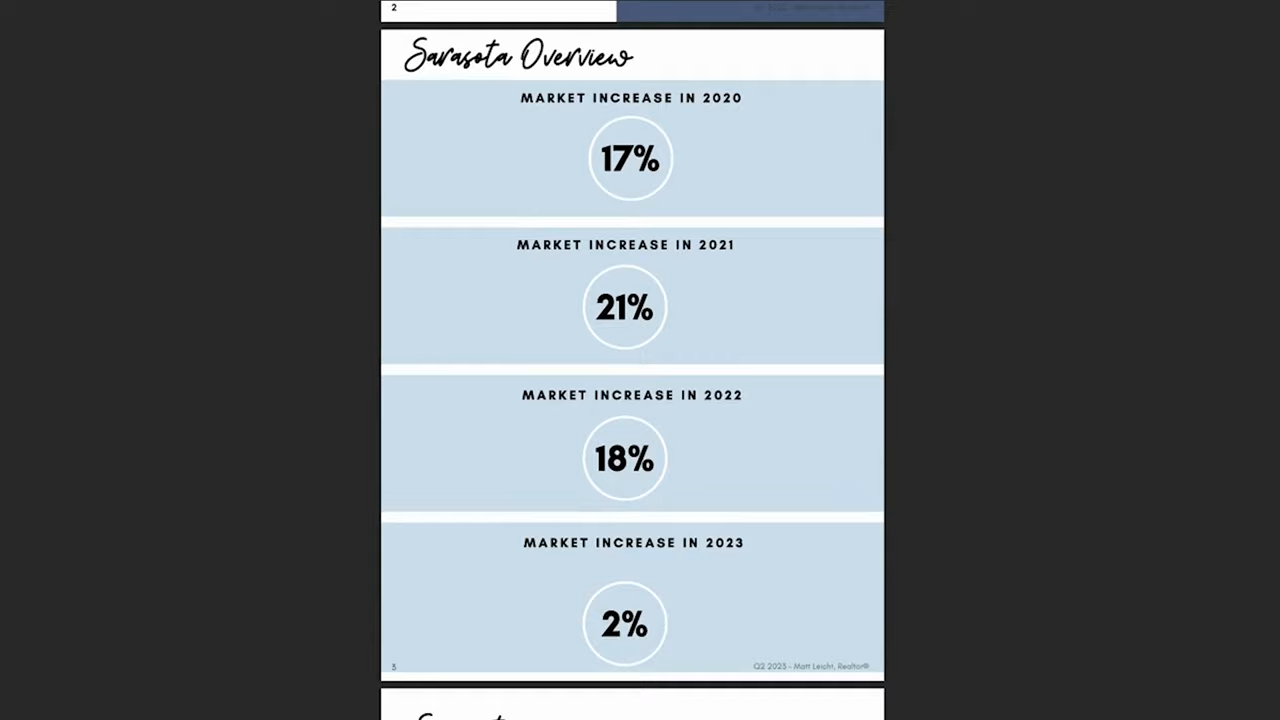 2
Sarasota Overview
MARKET INCREASE IN 2020
17%
MARKET INCREASE IN 2021
21%
MARKET INCREASE IN 2022
18%
MARKET INCREASE IN 2023
2%
3
Q2 2023 - Matt Leicht, Realtor®